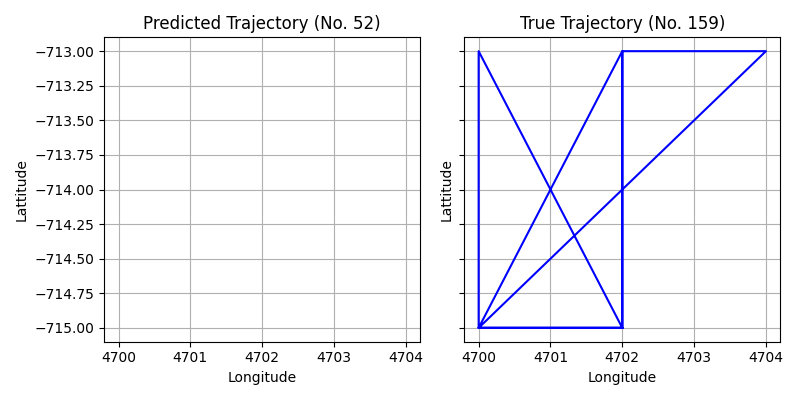 Predicted Trajectory (No. 52)
True Trajectory (No. 159)
Lattitude
−713.00
−713.25
−713.50
−713.75
−714.00
−714.25
−714.50
−714.75
−715.00
4700 4701 4702 4703 4704
Longitude
Lattitude
4700 4701 4702 4703 4704
Longitude